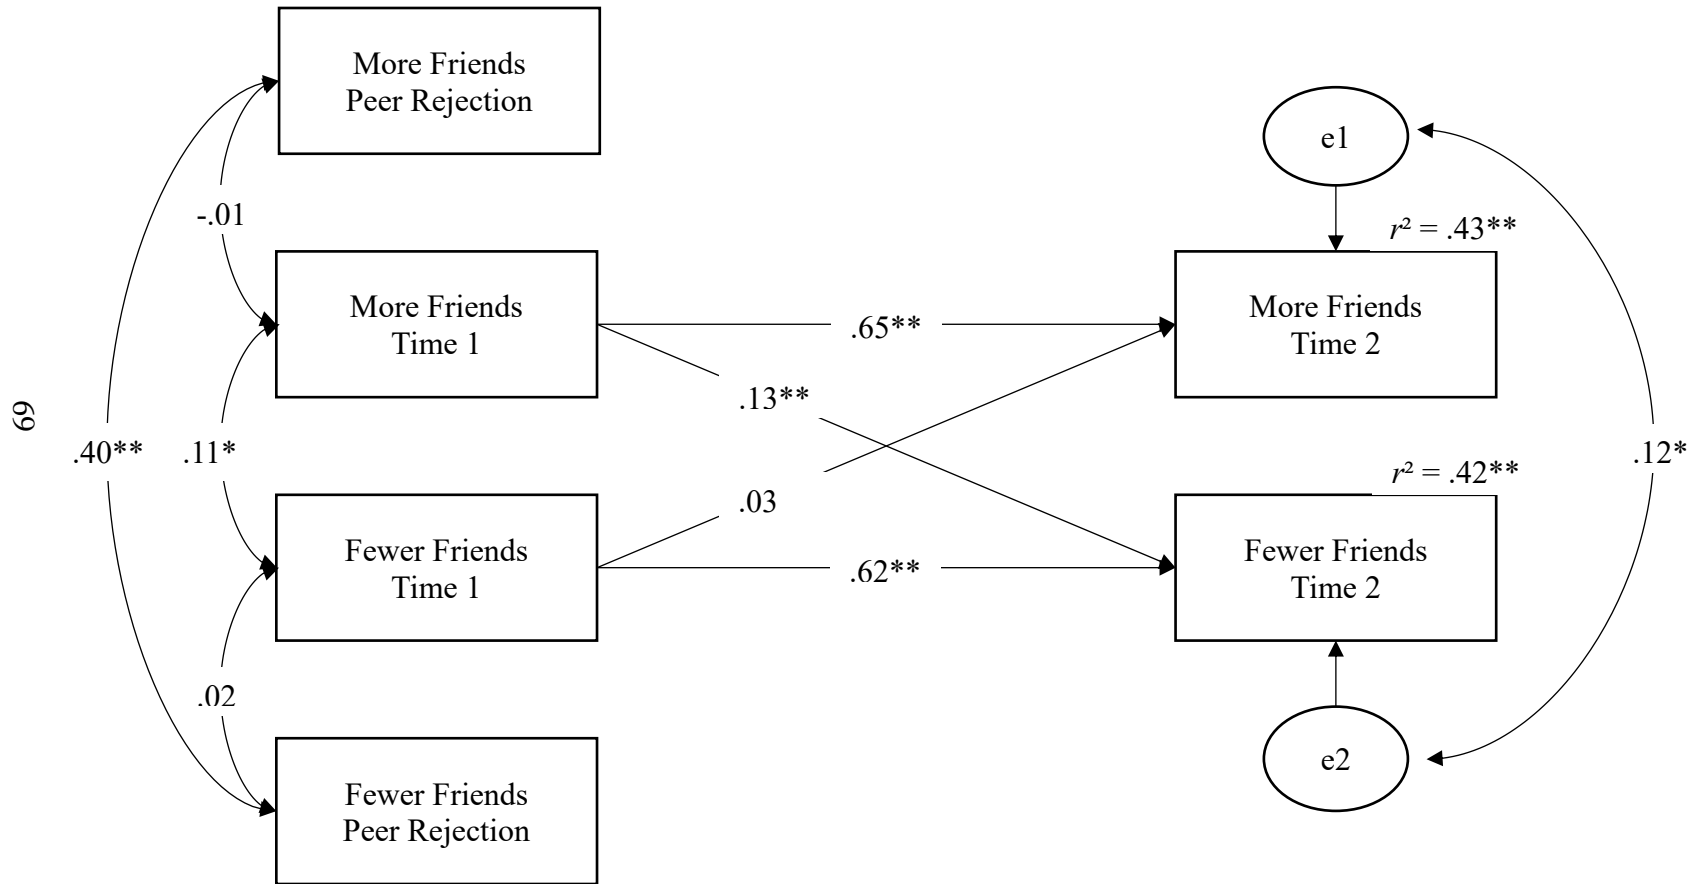 More Friends
Peer Rejection
e1
-.01
r² = .43**
More Friends
Time 1
.65**
More Friends
Time 2
.13**
69
.40**
.11*
.12*
r² = .42**
.03
Fewer Friends
Time 1
.62**
Fewer Friends
Time 2
.02
e2
Fewer Friends
Peer Rejection